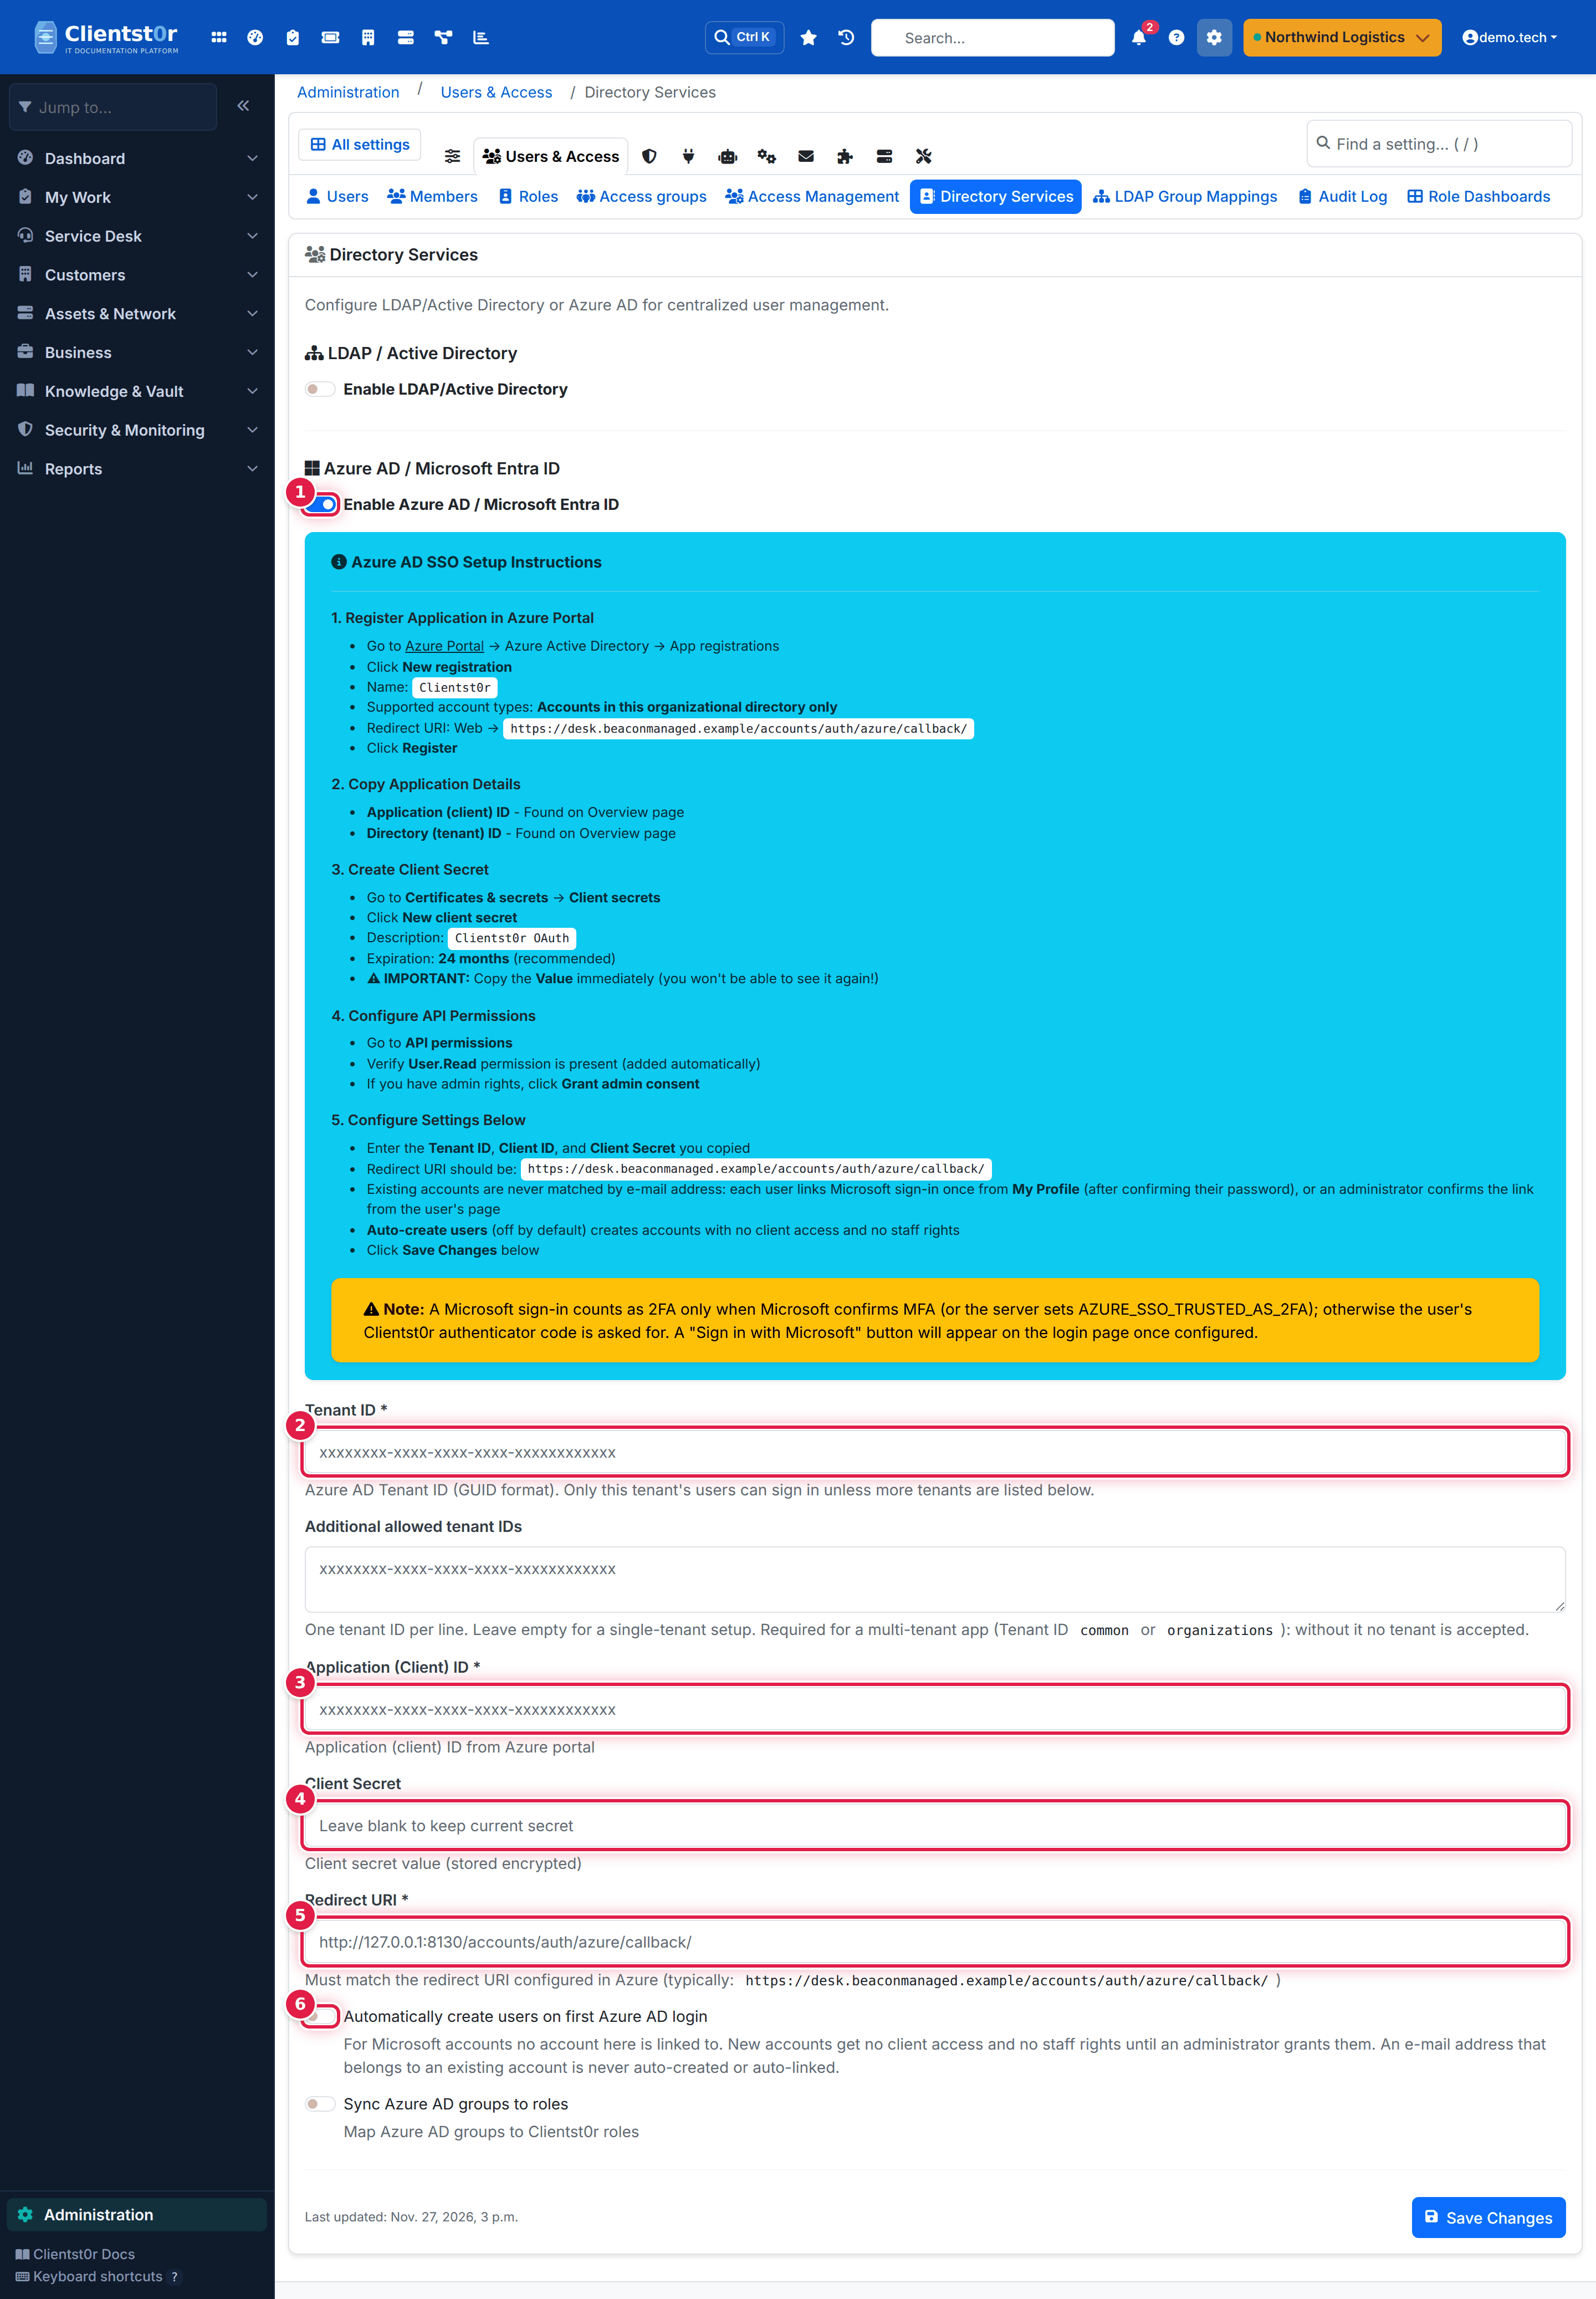 Clientst0r
IT DOCUMENTATION PLATFORM
Ctrl K
Search...
2
Northwind Logistics
demo.tech
Jump to...
Dashboard
My Work
Service Desk
Customers
Assets & Network
Business
Knowledge & Vault
Security & Monitoring
Reports
Administration
Clientst0r Docs
Keyboard shortcuts ?
Administration / Users & Access / Directory Services
All settings
Users & Access
Find a setting... ( / )
Users
Members
Roles
Access groups
Access Management
Directory Services
LDAP Group Mappings
Audit Log
Role Dashboards
Directory Services
Configure LDAP/Active Directory or Azure AD for centralized user management.
LDAP / Active Directory
Enable LDAP/Active Directory
Azure AD / Microsoft Entra ID
1
Enable Azure AD / Microsoft Entra ID
Azure AD SSO Setup Instructions
1. Register Application in Azure Portal
• Go to Azure Portal → Azure Active Directory → App registrations
• Click New registration
• Name: Clientst0r
• Supported account types: Accounts in this organizational directory only
• Redirect URI: Web → https://desk.beaconmanaged.example/accounts/auth/azure/callback/
• Click Register
2. Copy Application Details
• Application (client) ID - Found on Overview page
• Directory (tenant) ID - Found on Overview page
3. Create Client Secret
• Go to Certificates & secrets → Client secrets
• Click New client secret
• Description: Clientst0r OAuth
• Expiration: 24 months (recommended)
• IMPORTANT: Copy the Value immediately (you won't be able to see it again!)
4. Configure API Permissions
• Go to API permissions
• Verify User.Read permission is present (added automatically)
• If you have admin rights, click Grant admin consent
5. Configure Settings Below
• Enter the Tenant ID, Client ID, and Client Secret you copied
• Redirect URI should be: https://desk.beaconmanaged.example/accounts/auth/azure/callback/
• Existing accounts are never matched by e-mail address: each user links Microsoft sign-in once from My Profile (after confirming their password), or an administrator confirms the link
from the user's page
• Auto-create users (off by default) creates accounts with no client access and no staff rights
• Click Save Changes below
Note: A Microsoft sign-in counts as 2FA only when Microsoft confirms MFA (or the server sets AZURE_SSO_TRUSTED_AS_2FA); otherwise the user's
Clientst0r authenticator code is asked for. A "Sign in with Microsoft" button will appear on the login page once configured.
Tenant ID *
2
xxxxxxxx-xxxx-xxxx-xxxx-xxxxxxxxxxxx
Azure AD Tenant ID (GUID format). Only this tenant's users can sign in unless more tenants are listed below.
Additional allowed tenant IDs
xxxxxxxx-xxxx-xxxx-xxxx-xxxxxxxxxxxx
One tenant ID per line. Leave empty for a single-tenant setup. Required for a multi-tenant app (Tenant ID common or organizations ): without it no tenant is accepted.
Application (Client) ID *
3
xxxxxxxx-xxxx-xxxx-xxxx-xxxxxxxxxxxx
Application (client) ID from Azure portal
Client Secret
4
Leave blank to keep current secret
Client secret value (stored encrypted)
Redirect URI *
5
http://127.0.0.1:8130/accounts/auth/azure/callback/
Must match the redirect URI configured in Azure (typically: https://desk.beaconmanaged.example/accounts/auth/azure/callback/ )
6
Automatically create users on first Azure AD login
For Microsoft accounts no account here is linked to. New accounts get no client access and no staff rights until an administrator grants them. An e-mail address that
belongs to an existing account is never auto-created or auto-linked.
Sync Azure AD groups to roles
Map Azure AD groups to Clientst0r roles
Last updated: Nov. 27, 2026, 3 p.m.
Save Changes